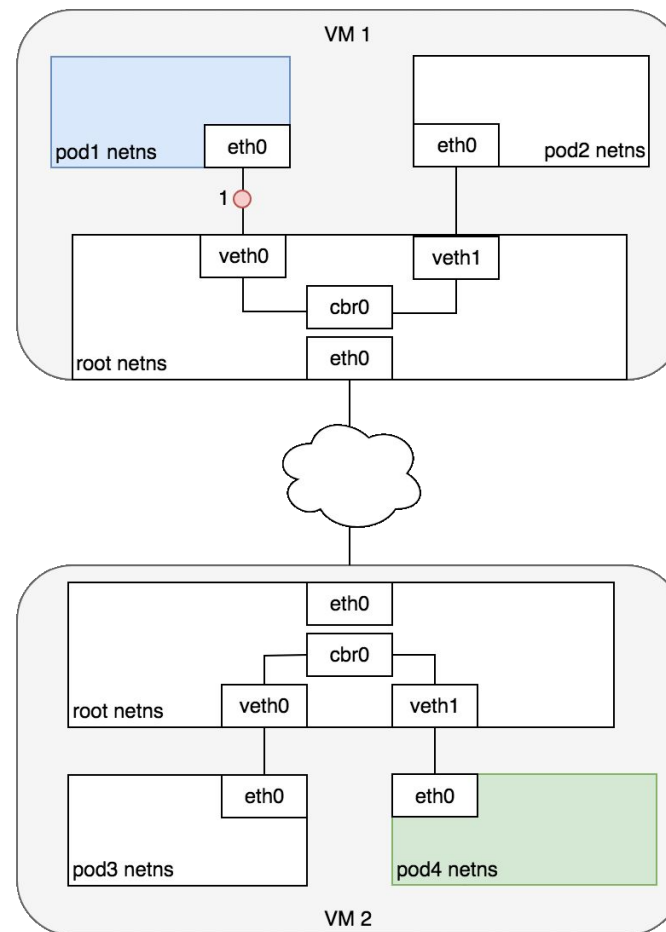 VM 1
eth0
pod1 netns
eth0
pod2 netns
1
veth0
veth1
cbr0
eth0
root netns
eth0
cbr0
root netns
veth0
veth1
eth0
pod3 netns
eth0
pod4 netns
VM 2